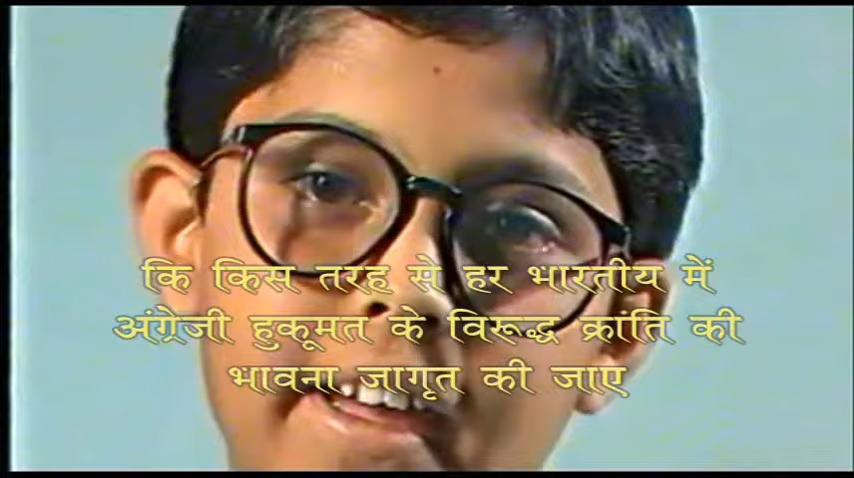 कि किस तरह से हर भारतीय में
अंग्रेजी हुकूमत के विरूद्ध क्रांति की
भावना जागृत की जाए